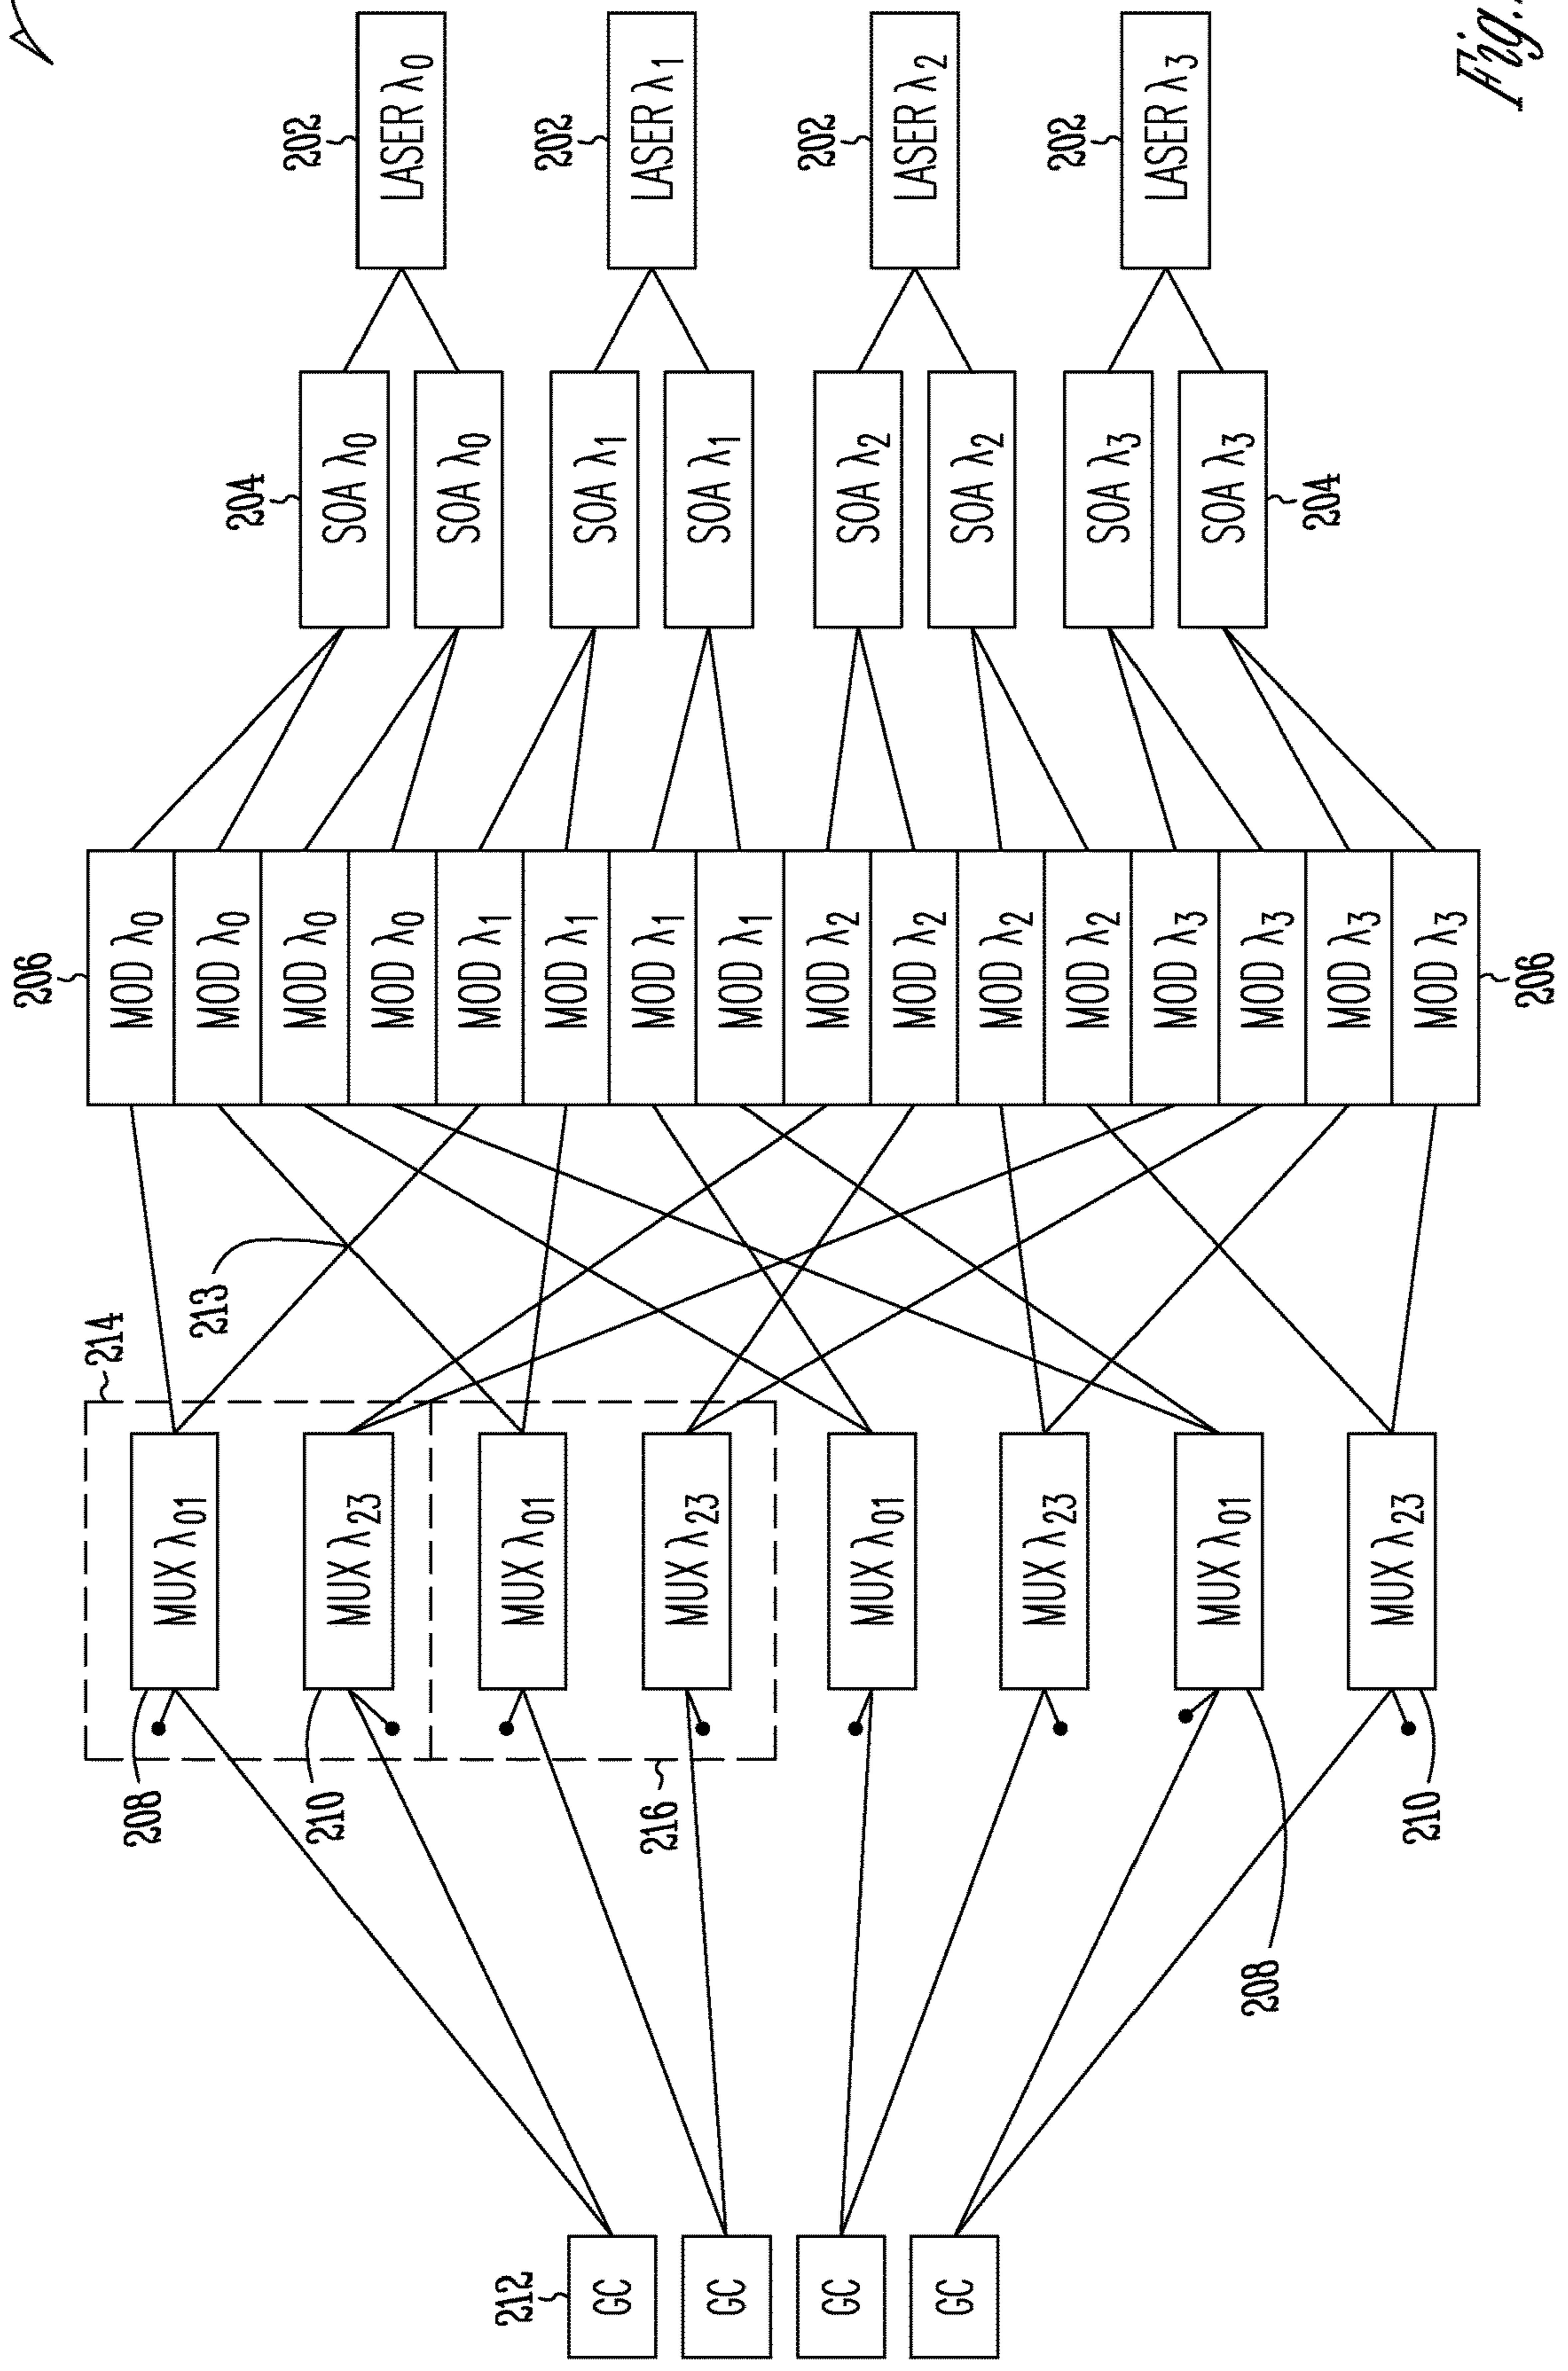 202
LASER λ0
202
LASER λ1
202
LASER λ2
202
LASER λ3
204
SOA λ0
SOA λ0
SOA λ1
SOA λ1
SOA λ2
SOA λ2
SOA λ3
SOA λ3
204
206
MOD λ0
MOD λ0
MOD λ0
MOD λ0
MOD λ1
MOD λ1
MOD λ1
MOD λ1
MOD λ2
MOD λ2
MOD λ2
MOD λ2
MOD λ3
MOD λ3
MOD λ3
MOD λ3
206
213
214
MUX λ01
MUX λ23
MUX λ01
MUX λ23
MUX λ01
MUX λ23
MUX λ01
MUX λ23
208
210
216
208
210
212
GC
GC
GC
GC
Fig.